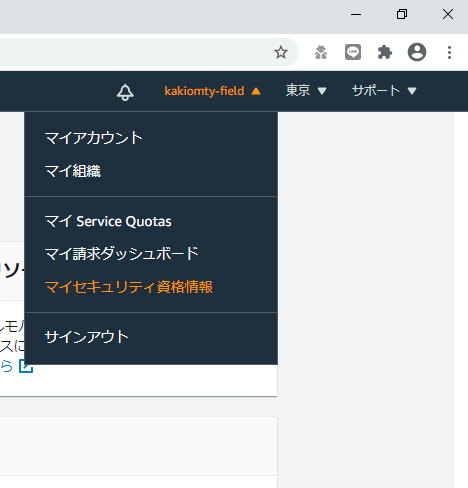 kakiomty-field 東京 サポート
マイアカウント
マイ組織
マイ Service Quotas
マイ請求ダッシュボード
マイセキュリティ資格情報
サインアウト
ソー
ルモバ
スに
ら